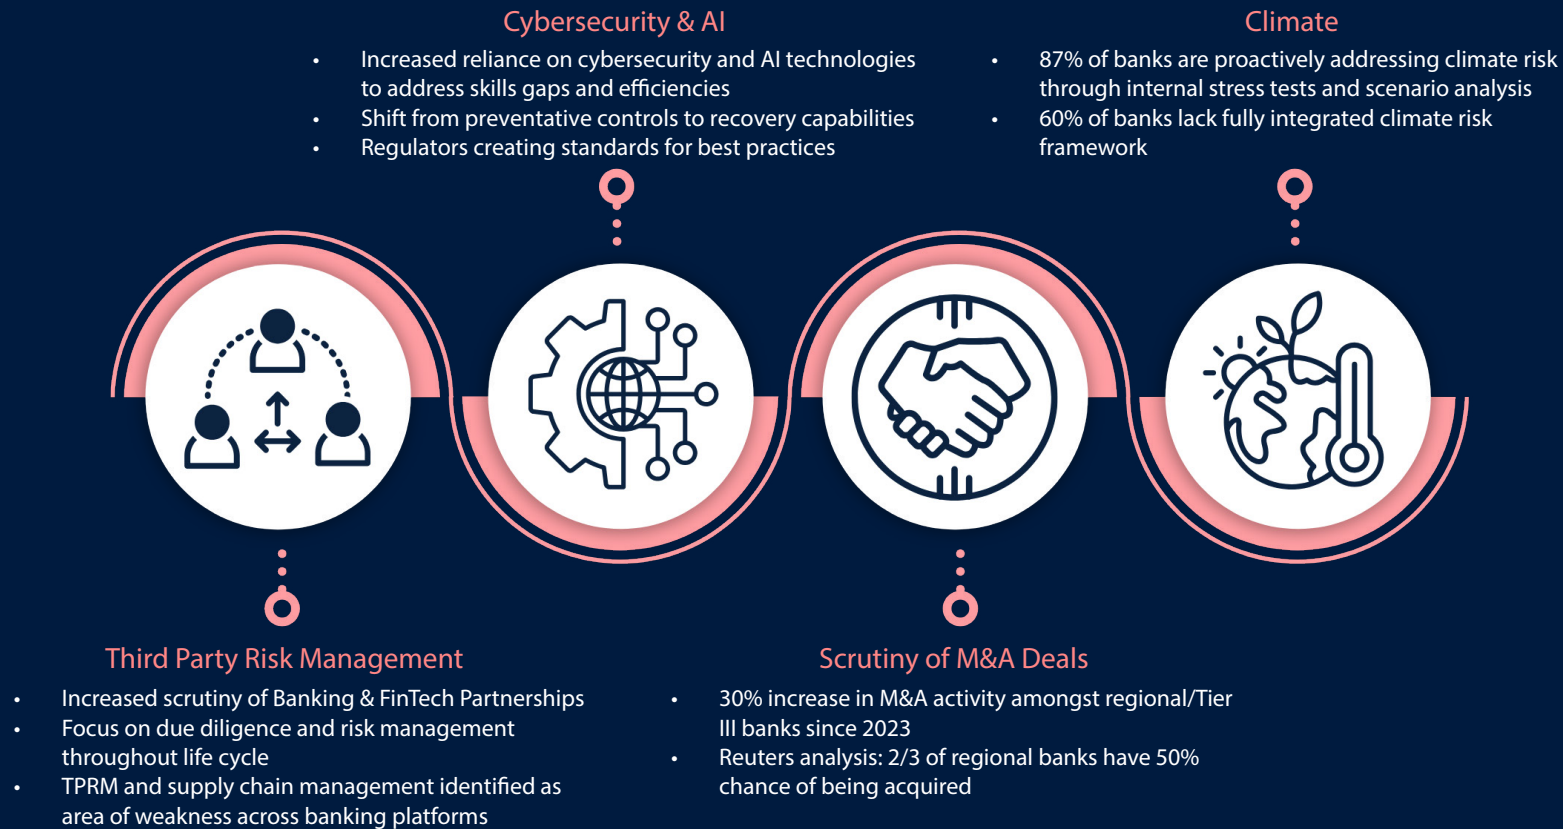 Cybersecurity & AI
• Increased reliance on cybersecurity and AI technologies
to address skills gaps and efficiencies
• Shift from preventative controls to recovery capabilities
• Regulators creating standards for best practices
Climate
• 87% of banks are proactively addressing climate risk
through internal stress tests and scenario analysis
• 60% of banks lack fully integrated climate risk
framework
Third Party Risk Management
• Increased scrutiny of Banking & FinTech Partnerships
• Focus on due diligence and risk management
throughout life cycle
• TPRM and supply chain management identified as
area of weakness across banking platforms
Scrutiny of M&A Deals
• 30% increase in M&A activity amongst regional/Tier
III banks since 2023
• Reuters analysis: 2/3 of regional banks have 50%
chance of being acquired